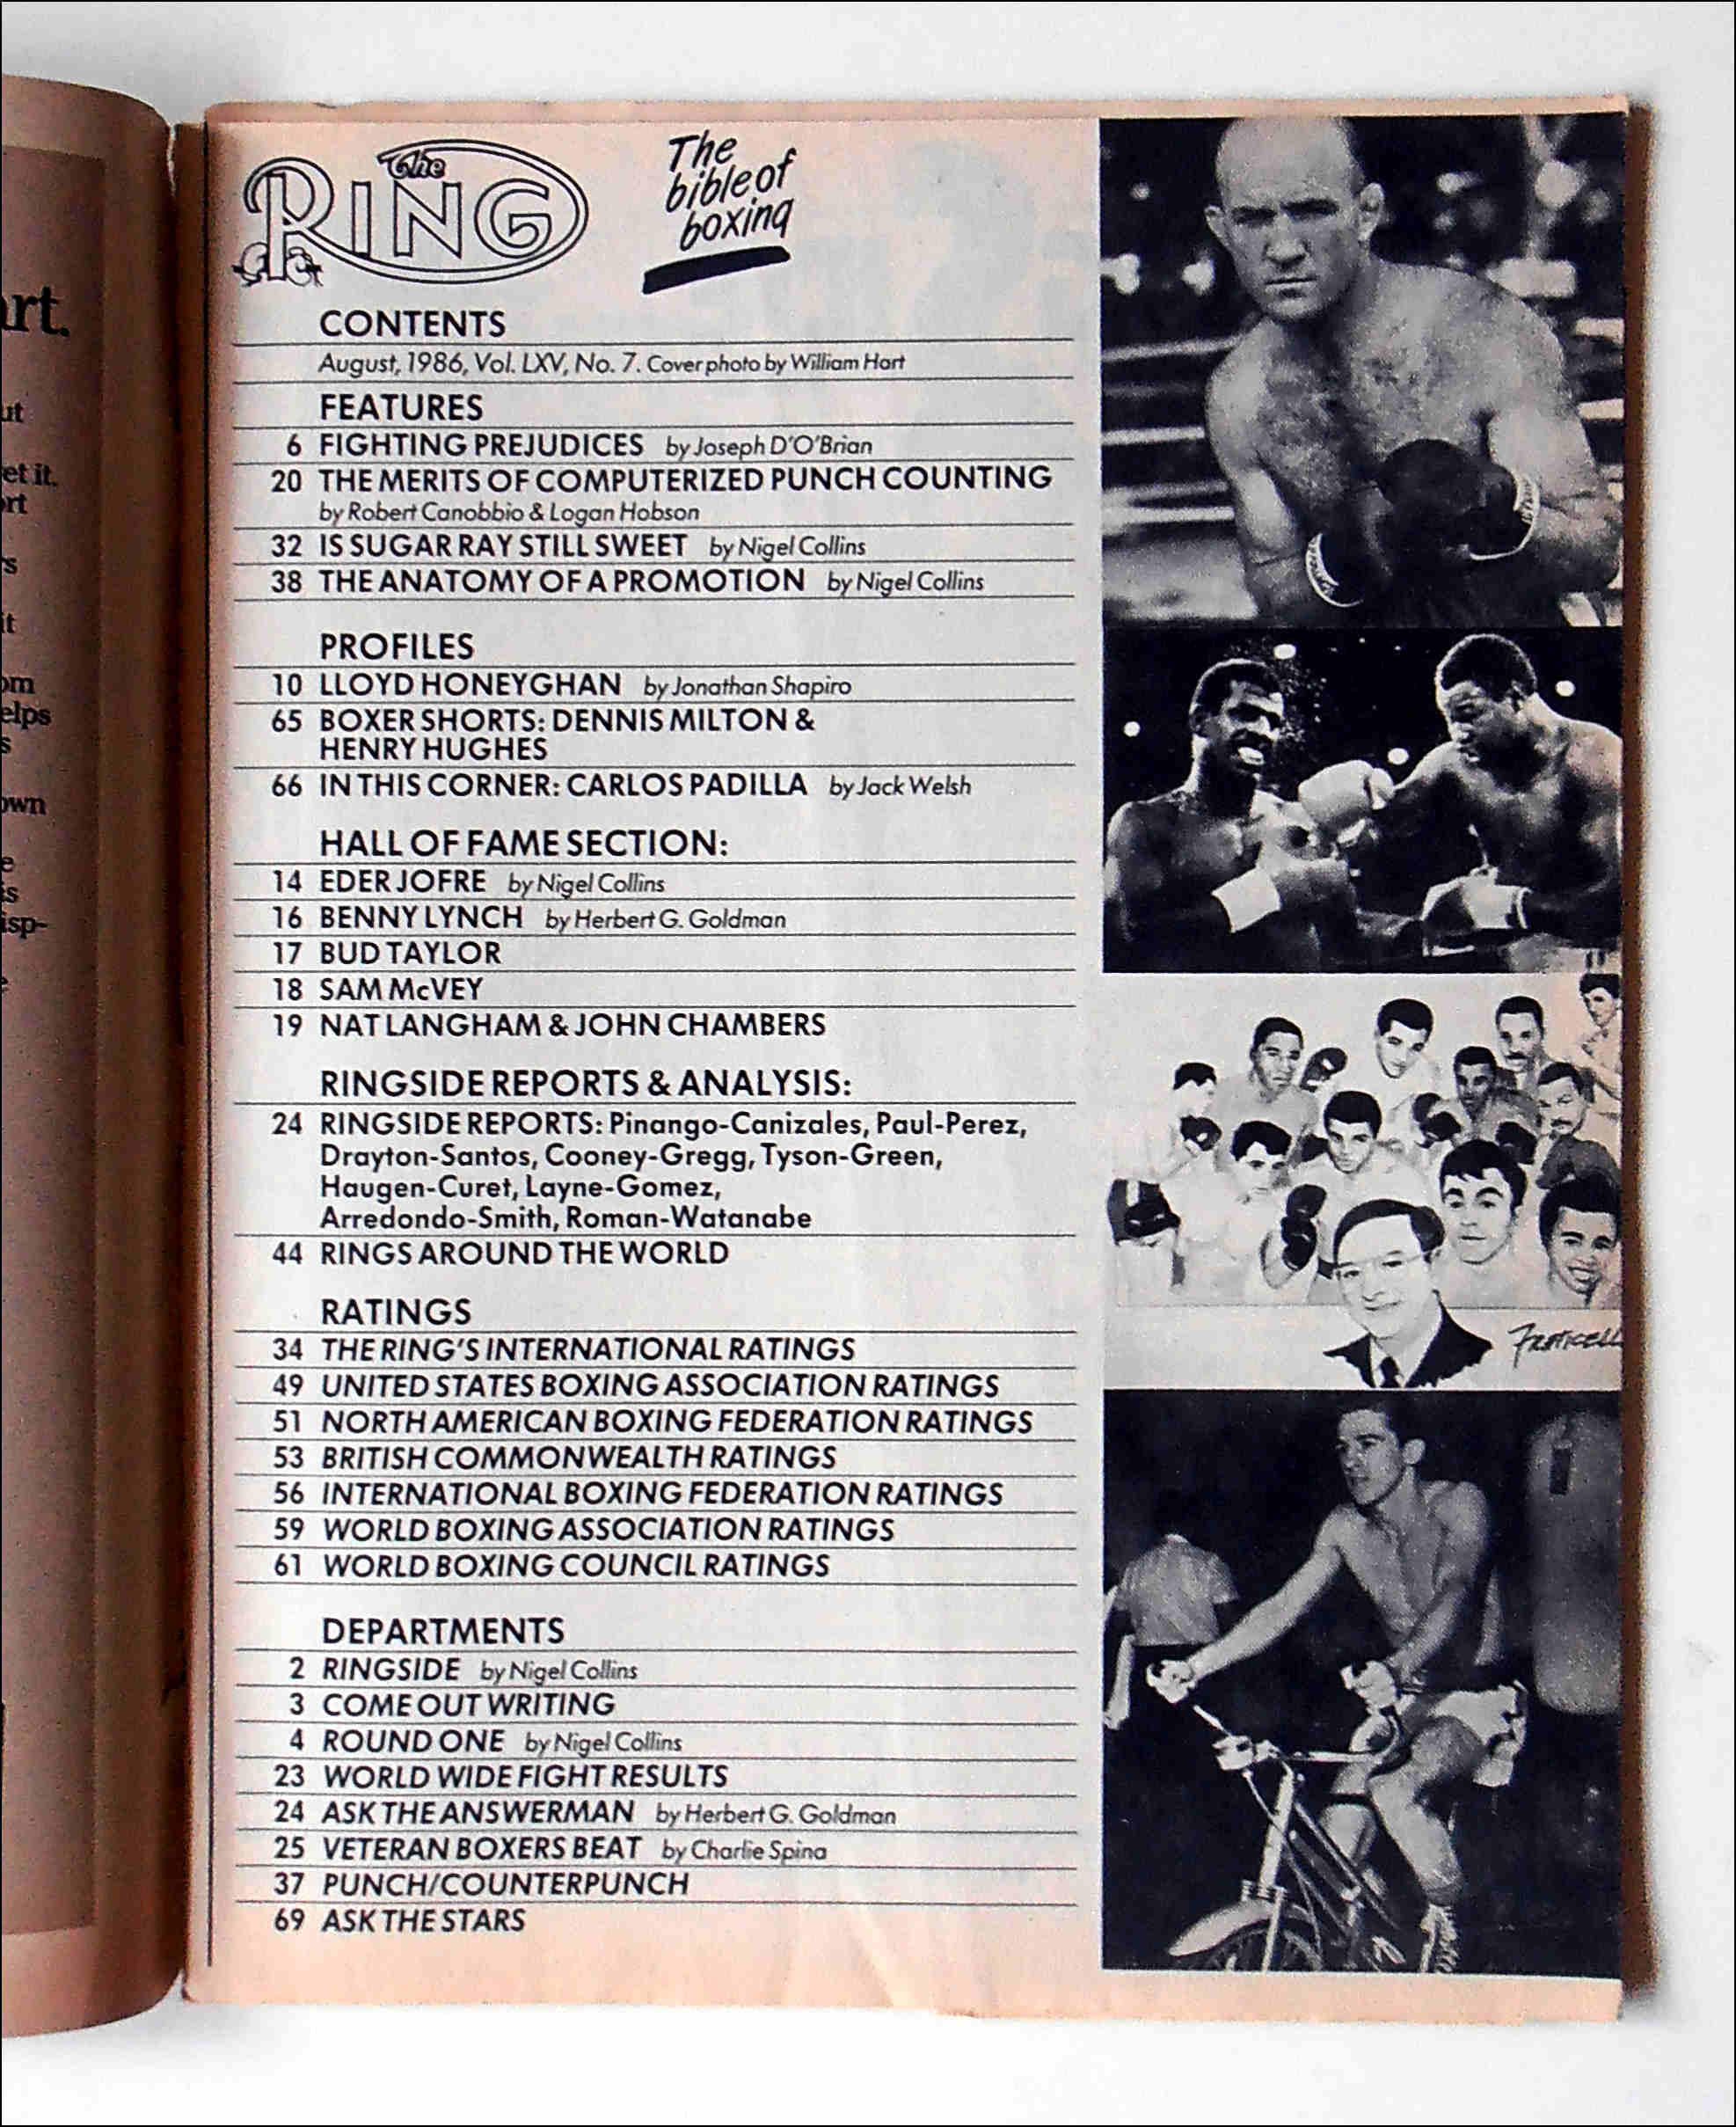 The
RING
The
bible of
boxing
CONTENTS
August, 1986, Vol. LXV, No. 7. Cover photo by William Hart
FEATURES
6 FIGHTING PREJUDICES by Joseph D'O'Brian
20 THE MERITS OF COMPUTERIZED PUNCH COUNTING
by Robert Canobbio & Logan Hobson
32 IS SUGAR RAY STILL SWEET by Nigel Collins
38 THE ANATOMY OF A PROMOTION by Nigel Collins
PROFILES
10 LLOYD HONEYGHAN by Jonathan Shapiro
65 BOXER SHORTS: DENNIS MILTON &
HENRY HUGHES
66 IN THIS CORNER: CARLOS PADILLA by Jack Welsh
HALL OF FAME SECTION:
14 EDER JOFRE by Nigel Collins
16 BENNY LYNCH by Herbert G. Goldman
17 BUD TAYLOR
18 SAM McVEY
19 NAT LANGHAM & JOHN CHAMBERS
RINGSIDE REPORTS & ANALYSIS:
24 RINGSIDE REPORTS: Pinango-Canizales, Paul-Perez,
Drayton-Santos, Cooney-Gregg, Tyson-Green,
Haugen-Curet, Layne-Gomez,
Arredondo-Smith, Roman-Watanabe
44 RINGS AROUND THE WORLD
RATINGS
34 THE RING'S INTERNATIONAL RATINGS
49 UNITED STATES BOXING ASSOCIATION RATINGS
51 NORTH AMERICAN BOXING FEDERATION RATINGS
53 BRITISH COMMONWEALTH RATINGS
56 INTERNATIONAL BOXING FEDERATION RATINGS
59 WORLD BOXING ASSOCIATION RATINGS
61 WORLD BOXING COUNCIL RATINGS
DEPARTMENTS
2 RINGSIDE by Nigel Collins
3 COME OUT WRITING
4 ROUND ONE by Nigel Collins
23 WORLD WIDE FIGHT RESULTS
24 ASK THE ANSWERMAN by Herbert G. Goldman
25 VETERAN BOXERS BEAT by Charlie Spina
37 PUNCH/COUNTERPUNCH
69 ASK THE STARS